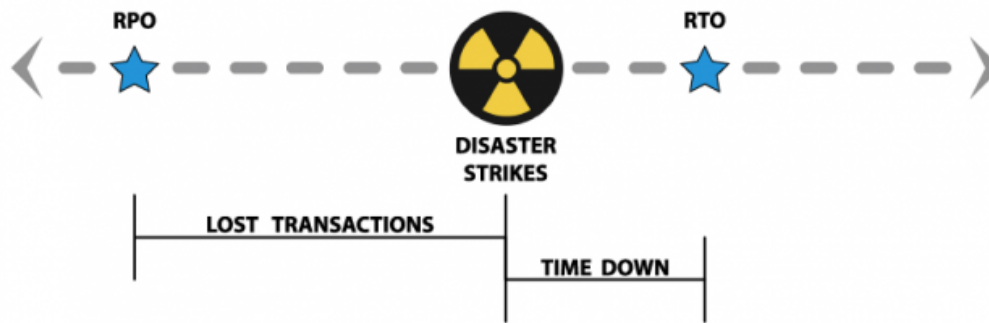 RPO
RTO
DISASTER
STRIKES
LOST TRANSACTIONS
TIME DOWN